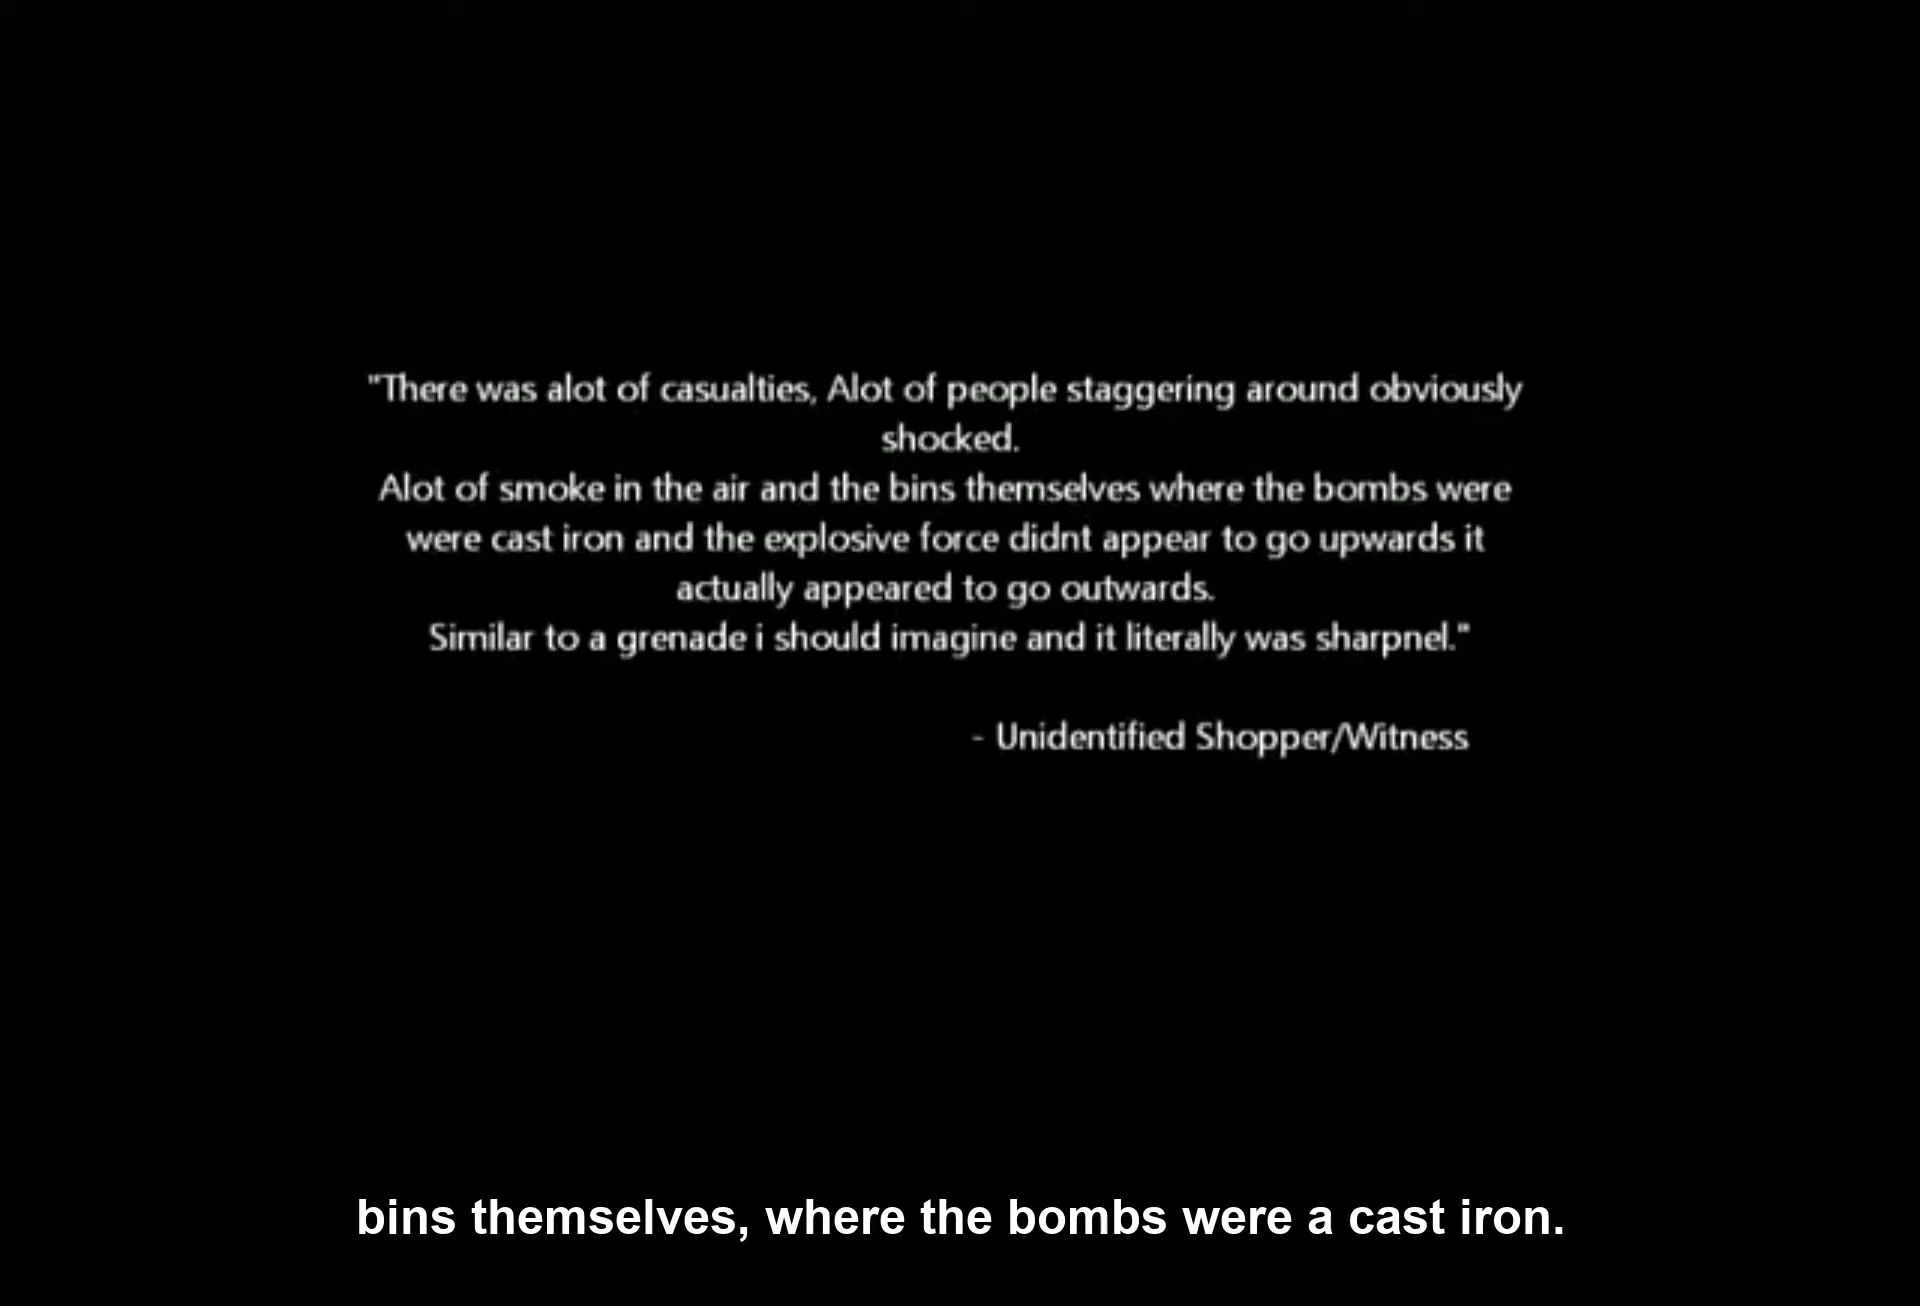 "There was alot of casualties, Alot of people staggering around obviously
shocked.
Alot of smoke in the air and the bins themselves where the bombs were
were cast iron and the explosive force didnt appear to go upwards it
actually appeared to go outwards.
Similar to a grenade i should imagine and it literally was sharpnel."
- Unidentified Shopper/Witness
bins themselves, where the bombs were a cast iron.